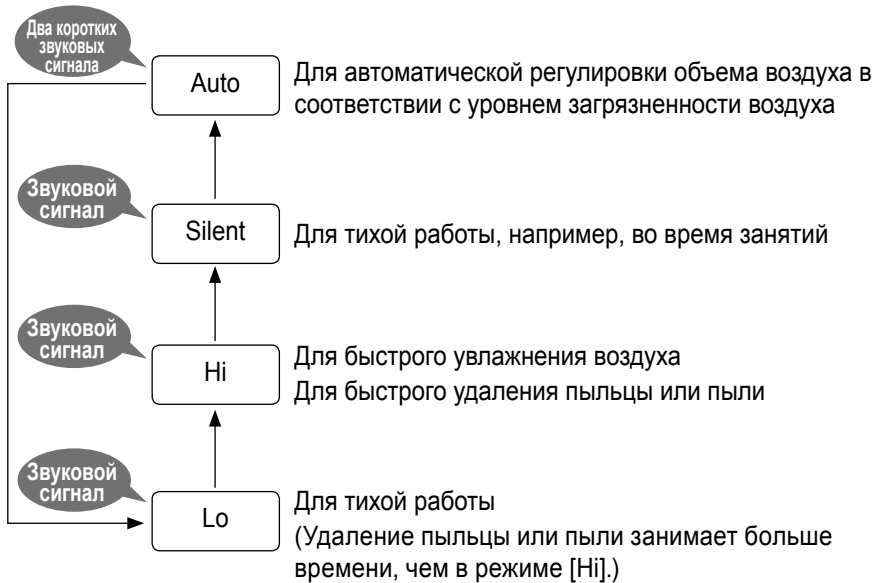 Два коротких
звуковых
сигнала
Auto
Для автоматической регулировки объема воздуха в
соответствии с уровнем загрязненности воздуха
Звуковой
сигнал
Silent
Для тихой работы, например, во время занятий
Звуковой
сигнал
Hi
Для быстрого увлажнения воздуха
Для быстрого удаления пыльцы или пыли
Звуковой
сигнал
Lo
Для тихой работы
(Удаление пыльцы или пыли занимает больше
времени, чем в режиме [Hi].)